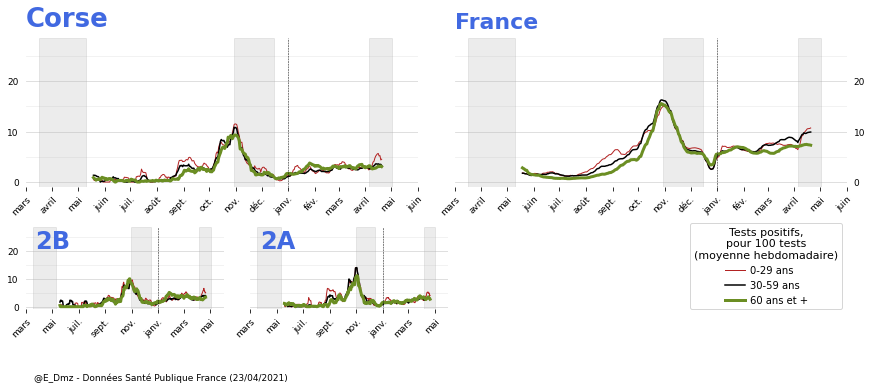 Corse
France
20
10
0
mars avril mai juin juil. août sept. oct. nov. déc. janv. fév. mars avril mai juin
20
10
0
mars avril mai juin juil. août sept. oct. nov. déc. janv. fév. mars avril mai juin
2B
2A
20
10
0
mars mai juil. sept. nov. janv. mars mai
mars mai juil. sept. nov. janv. mars mai
Tests positifs,
pour 100 tests
(moyenne hebdomadaire)
0-29 ans
30-59 ans
60 ans et +
@E_Dmz - Données Santé Publique France (23/04/2021)